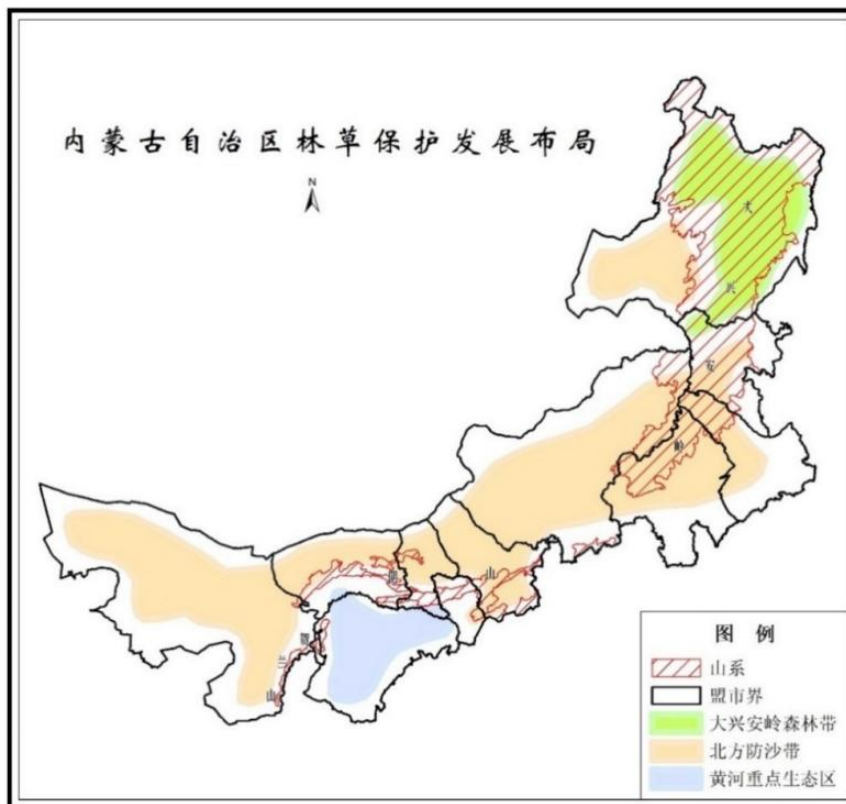 内蒙古自治区林草保护发展布局
N
大
兴
安
岭
阴
山
贺
兰
山
图 例
山系
盟市界
大兴安岭森林带
北方防沙带
黄河重点生态区